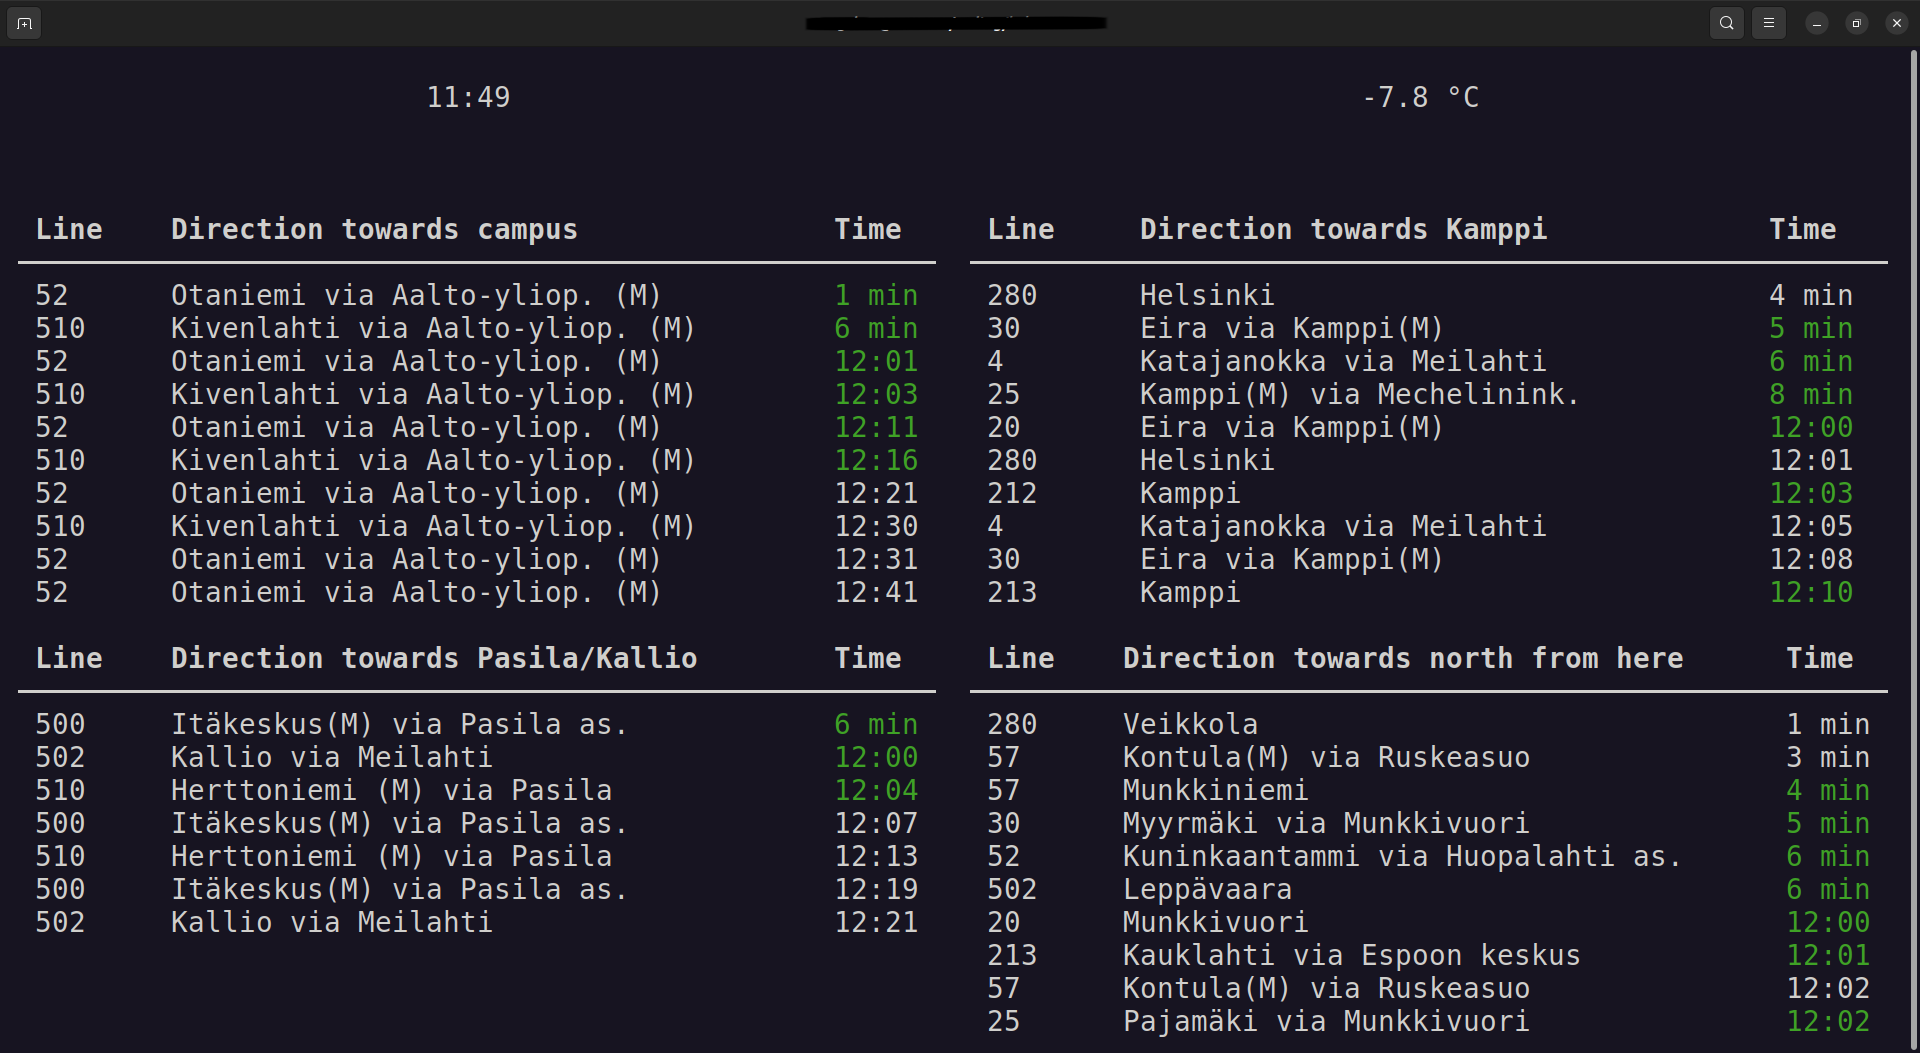 11:49 -7.8 °C
Line Direction towards campus Time
52 Otaniemi via Aalto-yliop. (M) 1 min
510 Kivenlahti via Aalto-yliop. (M) 6 min
52 Otaniemi via Aalto-yliop. (M) 12:01
510 Kivenlahti via Aalto-yliop. (M) 12:03
52 Otaniemi via Aalto-yliop. (M) 12:11
510 Kivenlahti via Aalto-yliop. (M) 12:16
52 Otaniemi via Aalto-yliop. (M) 12:21
510 Kivenlahti via Aalto-yliop. (M) 12:30
52 Otaniemi via Aalto-yliop. (M) 12:31
52 Otaniemi via Aalto-yliop. (M) 12:41
Line Direction towards Kamppi Time
280 Helsinki 4 min
30 Eira via Kamppi(M) 5 min
4 Katajanokka via Meilahti 6 min
25 Kamppi(M) via Mechelinink. 8 min
20 Eira via Kamppi(M) 12:00
280 Helsinki 12:01
212 Kamppi 12:03
4 Katajanokka via Meilahti 12:05
30 Eira via Kamppi(M) 12:08
213 Kamppi 12:10
Line Direction towards Pasila/Kallio Time
500 Itäkeskus(M) via Pasila as. 6 min
502 Kallio via Meilahti 12:00
510 Herttoniemi (M) via Pasila 12:04
500 Itäkeskus(M) via Pasila as. 12:07
510 Herttoniemi (M) via Pasila 12:13
500 Itäkeskus(M) via Pasila as. 12:19
502 Kallio via Meilahti 12:21
Line Direction towards north from here Time
280 Veikkola 1 min
57 Kontula(M) via Ruskeasuo 3 min
57 Munkkiniemi 4 min
30 Myyrmäki via Munkkivuori 5 min
52 Kuninkaantammi via Huopalahti as. 6 min
502 Leppävaara 6 min
20 Munkkivuori 12:00
213 Kauklahti via Espoon keskus 12:01
57 Kontula(M) via Ruskeasuo 12:02
25 Pajamäki via Munkkivuori 12:02